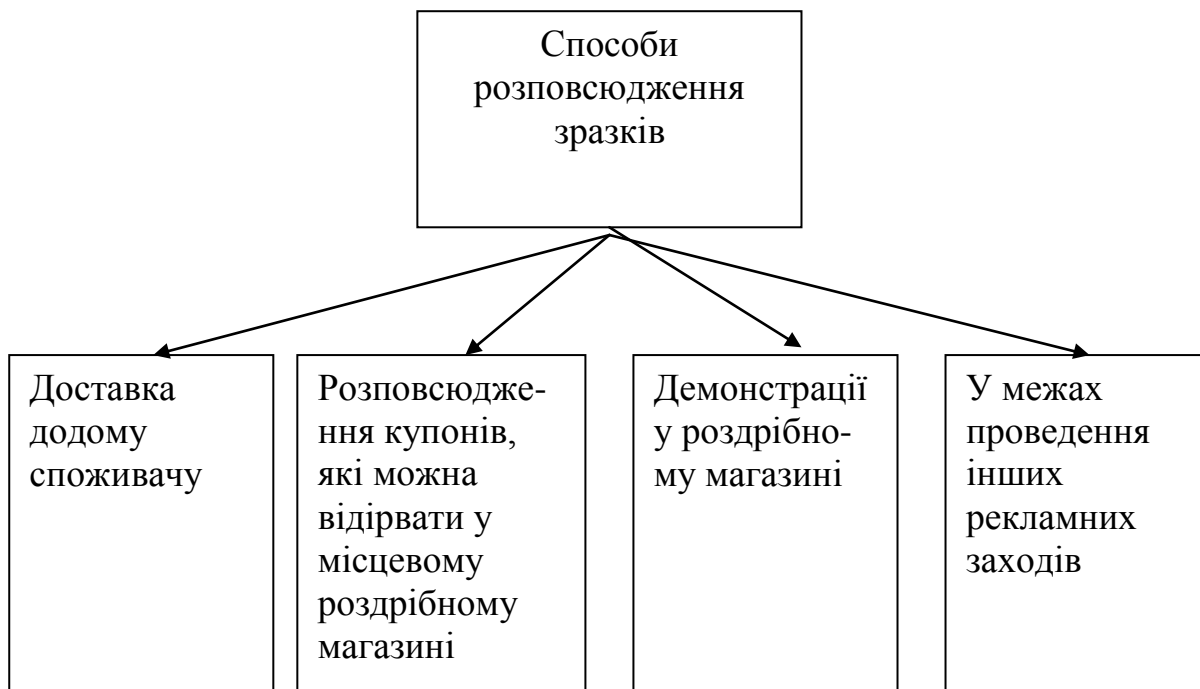 Способи
розповсюдження
зразків
Доставка
додому
споживачу
Розповсюдже-
ння купонів,
які можна
відірвати у
місцевому
роздрібному
магазині
Демонстрації
у роздрібно-
му магазині
У межах
проведення
інших
рекламних
заходів